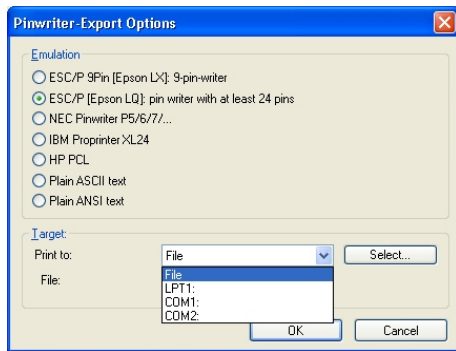 Pinwriter-Export Options
Emulation
ESC/P 9Pin [Epson LX]: 9-pin-writer
ESC/P [Epson LQ]: pin writer with at least 24 pins
NEC Pinwriter P5/6/7/...
IBM Proprinter XL24
HP PCL
Plain ASCII text
Plain ANSI text
Target:
Print to: File Select...
File: File
LPT1:
COM1:
COM2:
OK Cancel